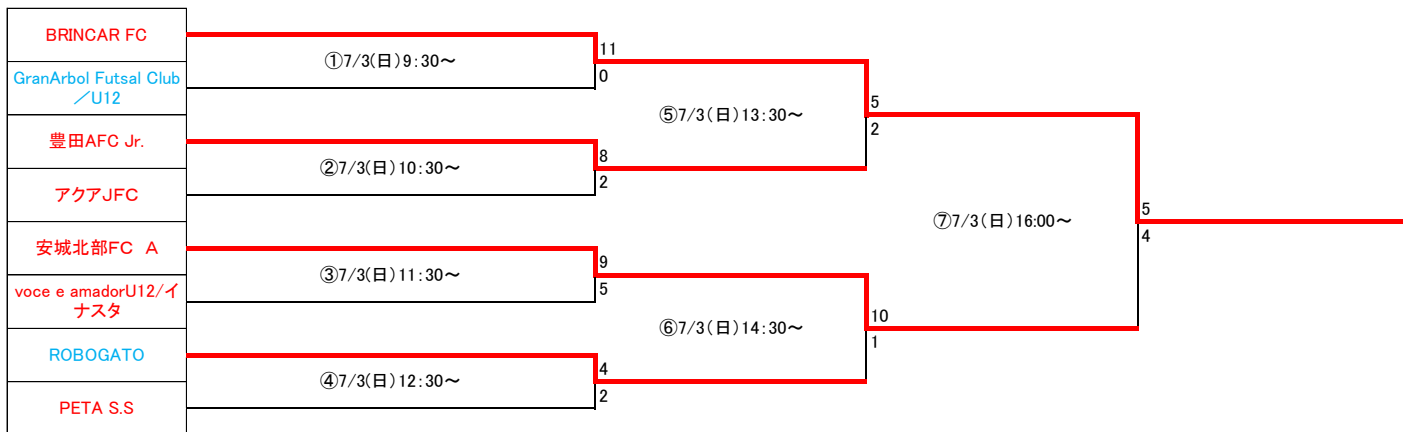 BRINCAR FC
GranArbol Futsal Club
／U12
豊田AFC Jr.
アクアJFC
安城北部FC　A
voce e amadorU12/イ
ナスタ
ROBOGATO
PETA S.S
①7/3(日)9:30～
11
0
②7/3(日)10:30～
8
2
③7/3(日)11:30～
9
5
④7/3(日)12:30～
4
2
⑤7/3(日)13:30～
5
2
⑥7/3(日)14:30～
10
1
⑦7/3(日)16:00～
5
4